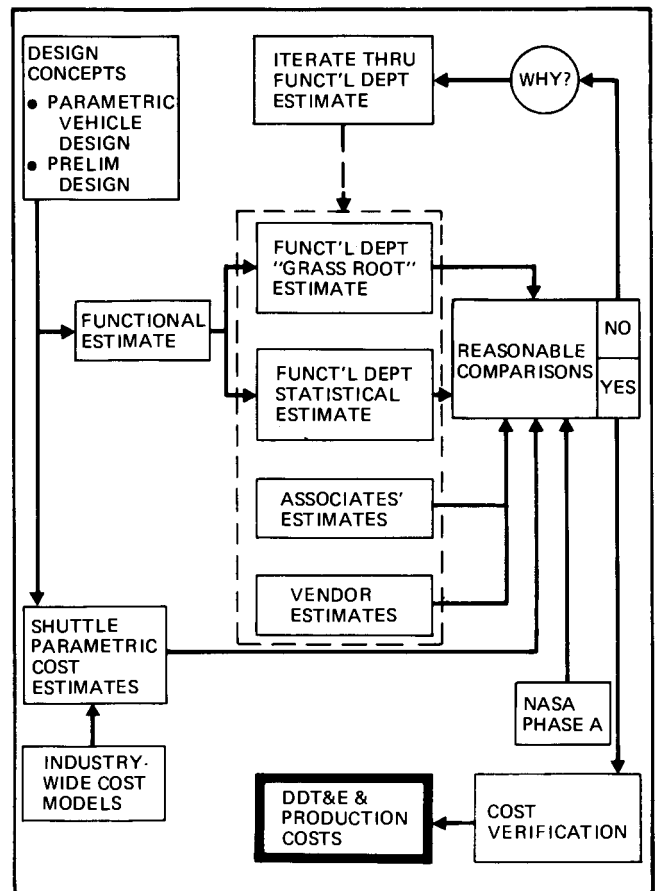 DESIGN
CONCEPTS
● PARAMETRIC
VEHICLE
DESIGN
● PRELIM
DESIGN
ITERATE THRU
FUNCT'L DEPT
ESTIMATE
WHY?
FUNCT'L DEPT
"GRASS ROOT"
ESTIMATE
FUNCTIONAL
ESTIMATE
FUNCT'L DEPT
STATISTICAL
ESTIMATE
REASONABLE
COMPARISONS
NO
YES
ASSOCIATES'
ESTIMATES
VENDOR
ESTIMATES
SHUTTLE
PARAMETRIC
COST
ESTIMATES
NASA
PHASE A
INDUSTRY-
WIDE COST
MODELS
DDT&E &
PRODUCTION
COSTS
COST
VERIFICATION